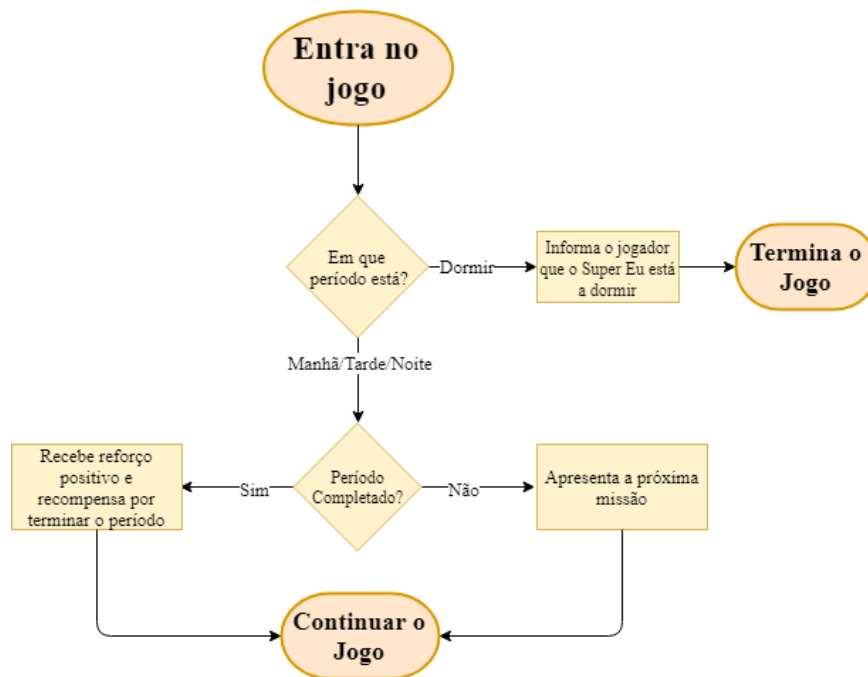 Entra no
jogo
Em que
período está?
Dormir
Informa o jogador
que o Super Eu está
a dormir
Termina o
Jogo
Manhã/Tarde/Noite
Recebe reforço
positivo e
recompensa por
terminar o período
Sim
Período
Completado?
Não
Apresenta a próxima
missão
Continuar o
Jogo